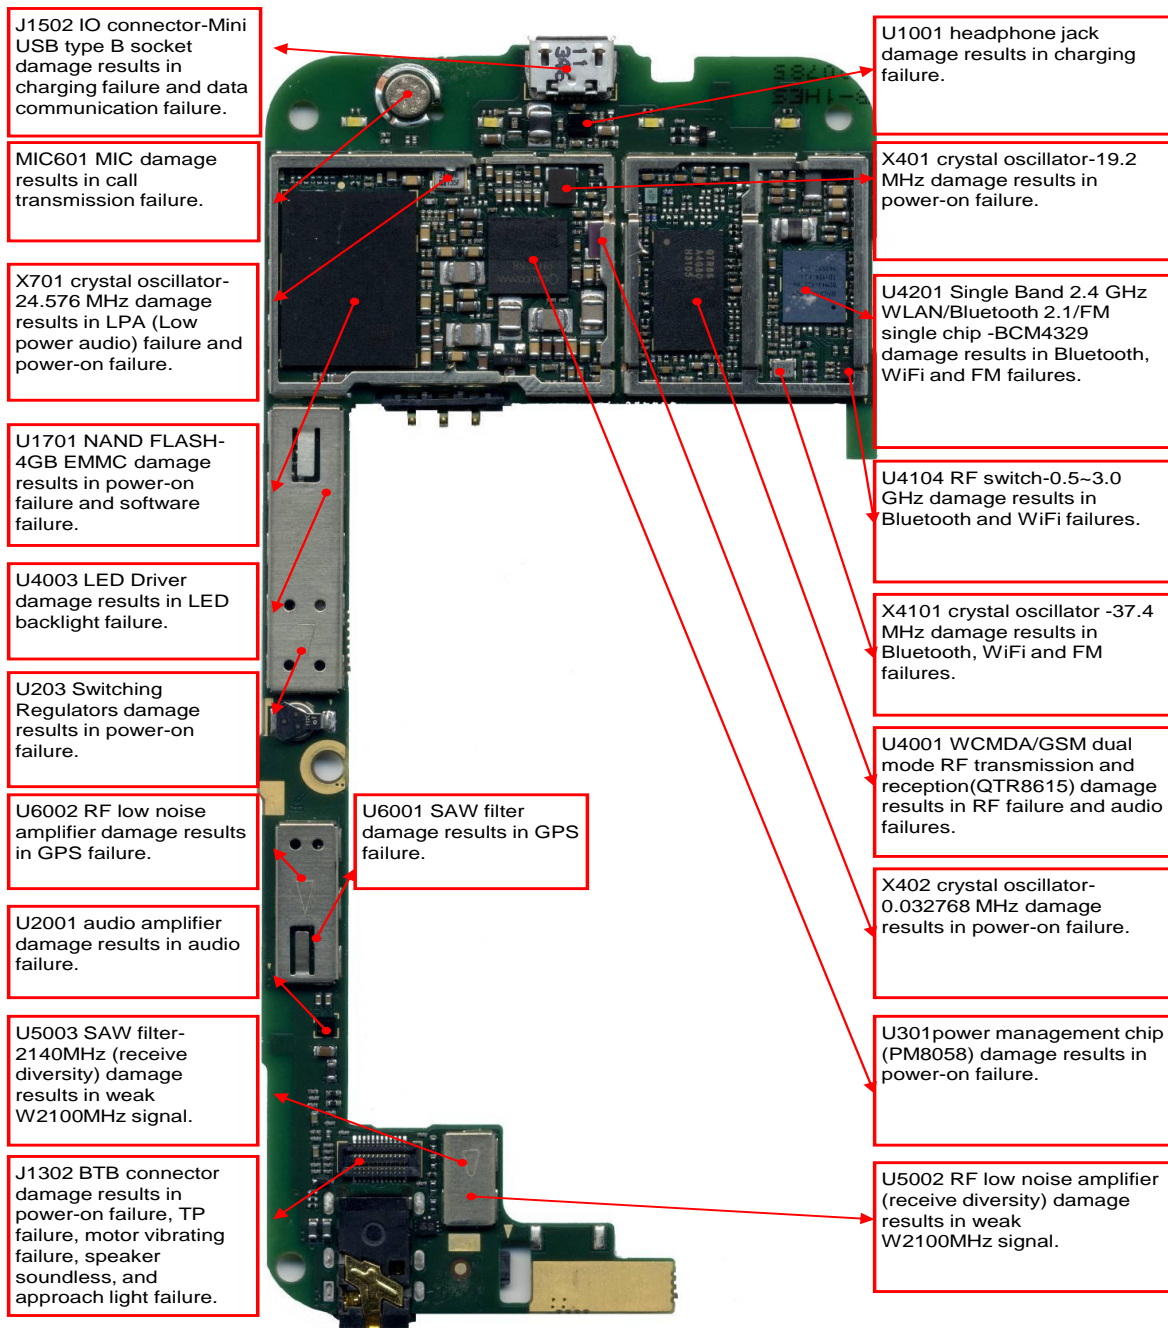 J1502 IO connector-Mini
USB type B socket
damage results in
charging failure and data
communication failure.
MIC601 MIC damage
results in call
transmission failure.
X701 crystal oscillator-
24.576 MHz damage
results in LPA (Low
power audio) failure and
power-on failure.
U1701 NAND FLASH-
4GB EMMC damage
results in power-on
failure and software
failure.
U4003 LED Driver
damage results in LED
backlight failure.
U203 Switching
Regulators damage
results in power-on
failure.
U6002 RF low noise
amplifier damage results
in GPS failure.
U2001 audio amplifier
damage results in audio
failure.
U5003 SAW filter-
2140MHz (receive
diversity) damage
results in weak
W2100MHz signal.
J1302 BTB connector
damage results in
power-on failure, TP
failure, motor vibrating
failure, speaker
soundless, and
approach light failure.
U6001 SAW filter
damage results in GPS
failure.
U1001 headphone jack
damage results in charging
failure.
X401 crystal oscillator-19.2
MHz damage results in
power-on failure.
U4201 Single Band 2.4 GHz
WLAN/Bluetooth 2.1/FM
single chip -BCM4329
damage results in Bluetooth,
WiFi and FM failures.
U4104 RF switch-0.5~3.0
GHz damage results in
Bluetooth and WiFi failures.
X4101 crystal oscillator -37.4
MHz damage results in
Bluetooth, WiFi and FM
failures.
U4001 WCMDA/GSM dual
mode RF transmission and
reception(QTR8615) damage
results in RF failure and audio
failures.
X402 crystal oscillator-
0.032768 MHz damage
results in power-on failure.
U301power management chip
(PM8058) damage results in
power-on failure.
U5002 RF low noise amplifier
(receive diversity) damage
results in weak
W2100MHz signal.